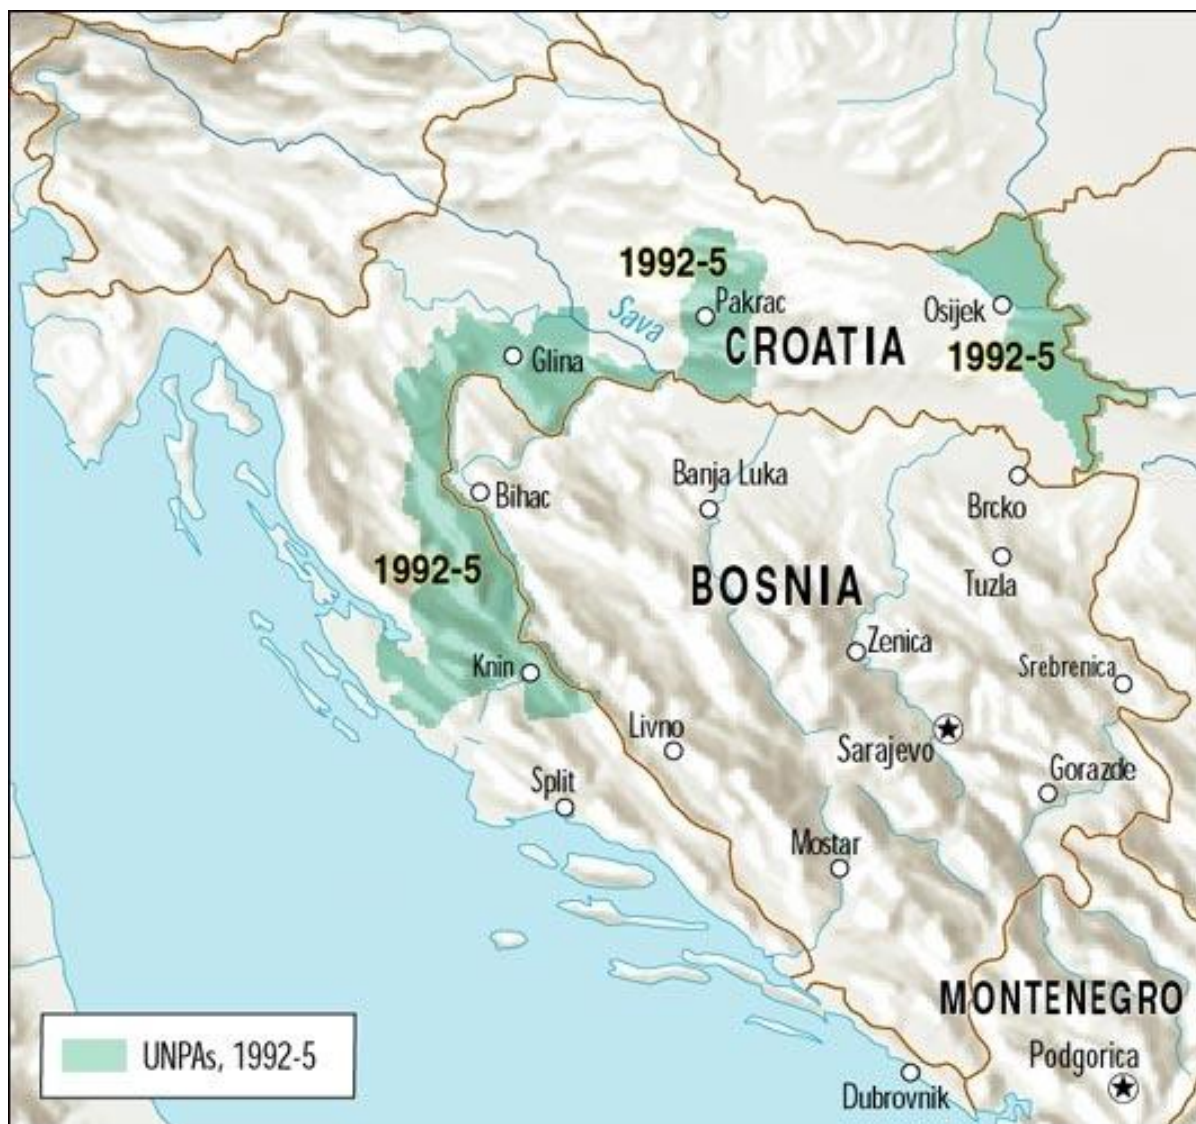 1992-5
Sava
Pakrac
Osijek
CROATIA
1992-5
Glina
Banja Luka
Bihac
Brcko
1992-5
BOSNIA
Tuzla
Zenica
Knin
Srebrenica
Livno
Sarajevo
Split
Gorazde
Mostar
MONTENEGRO
UNPAs, 1992-5
Podgorica
Dubrovnik